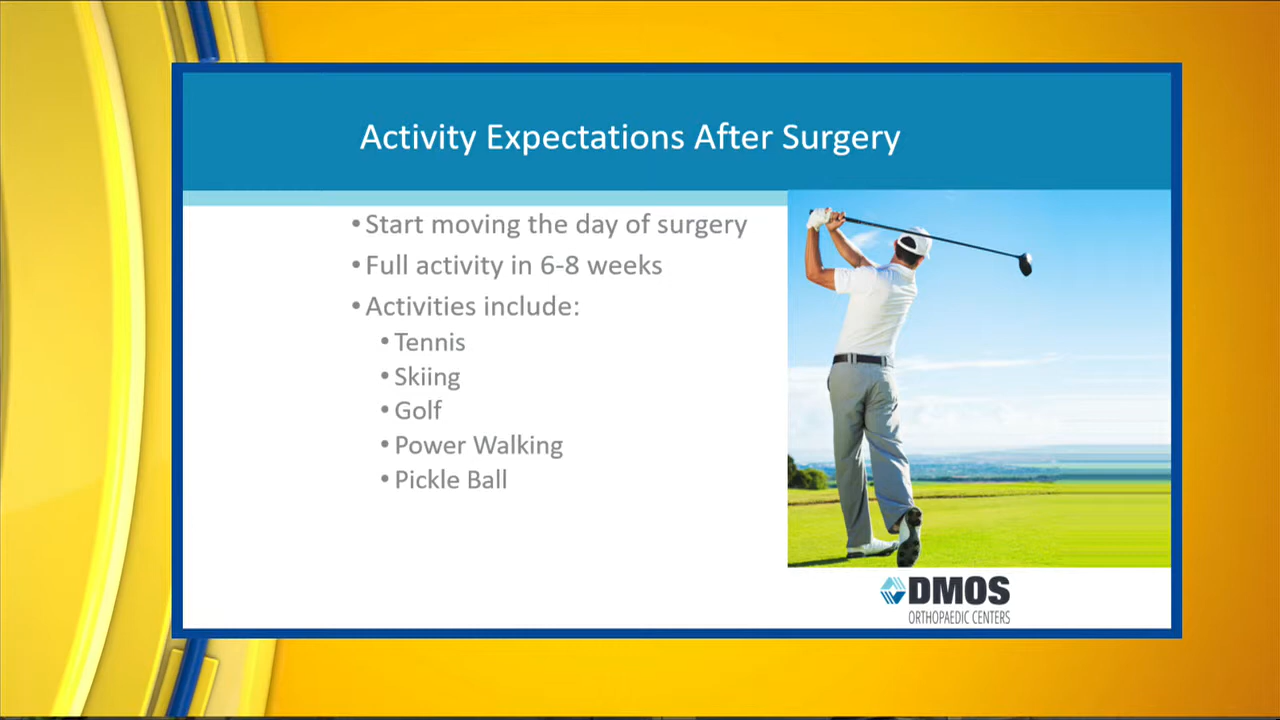 Activity Expectations After Surgery
• Start moving the day of surgery
• Full activity in 6-8 weeks
• Activities include:
• Tennis
• Skiing
• Golf
• Power Walking
• Pickle Ball
DMOS
ORTHOPAEDIC CENTERS